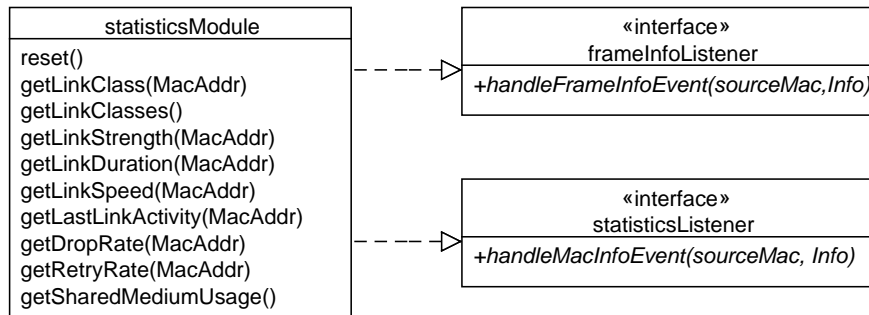 statisticsModule
reset()
getLinkClass(MacAddr)
getLinkClasses()
getLinkStrength(MacAddr)
getLinkDuration(MacAddr)
getLinkSpeed(MacAddr)
getLastLinkActivity(MacAddr)
getDropRate(MacAddr)
getRetryRate(MacAddr)
getSharedMediumUsage()
«interface»
frameInfoListener
+handleFrameInfoEvent(sourceMac,Info)
«interface»
statisticsListener
+handleMacInfoEvent(sourceMac, Info)